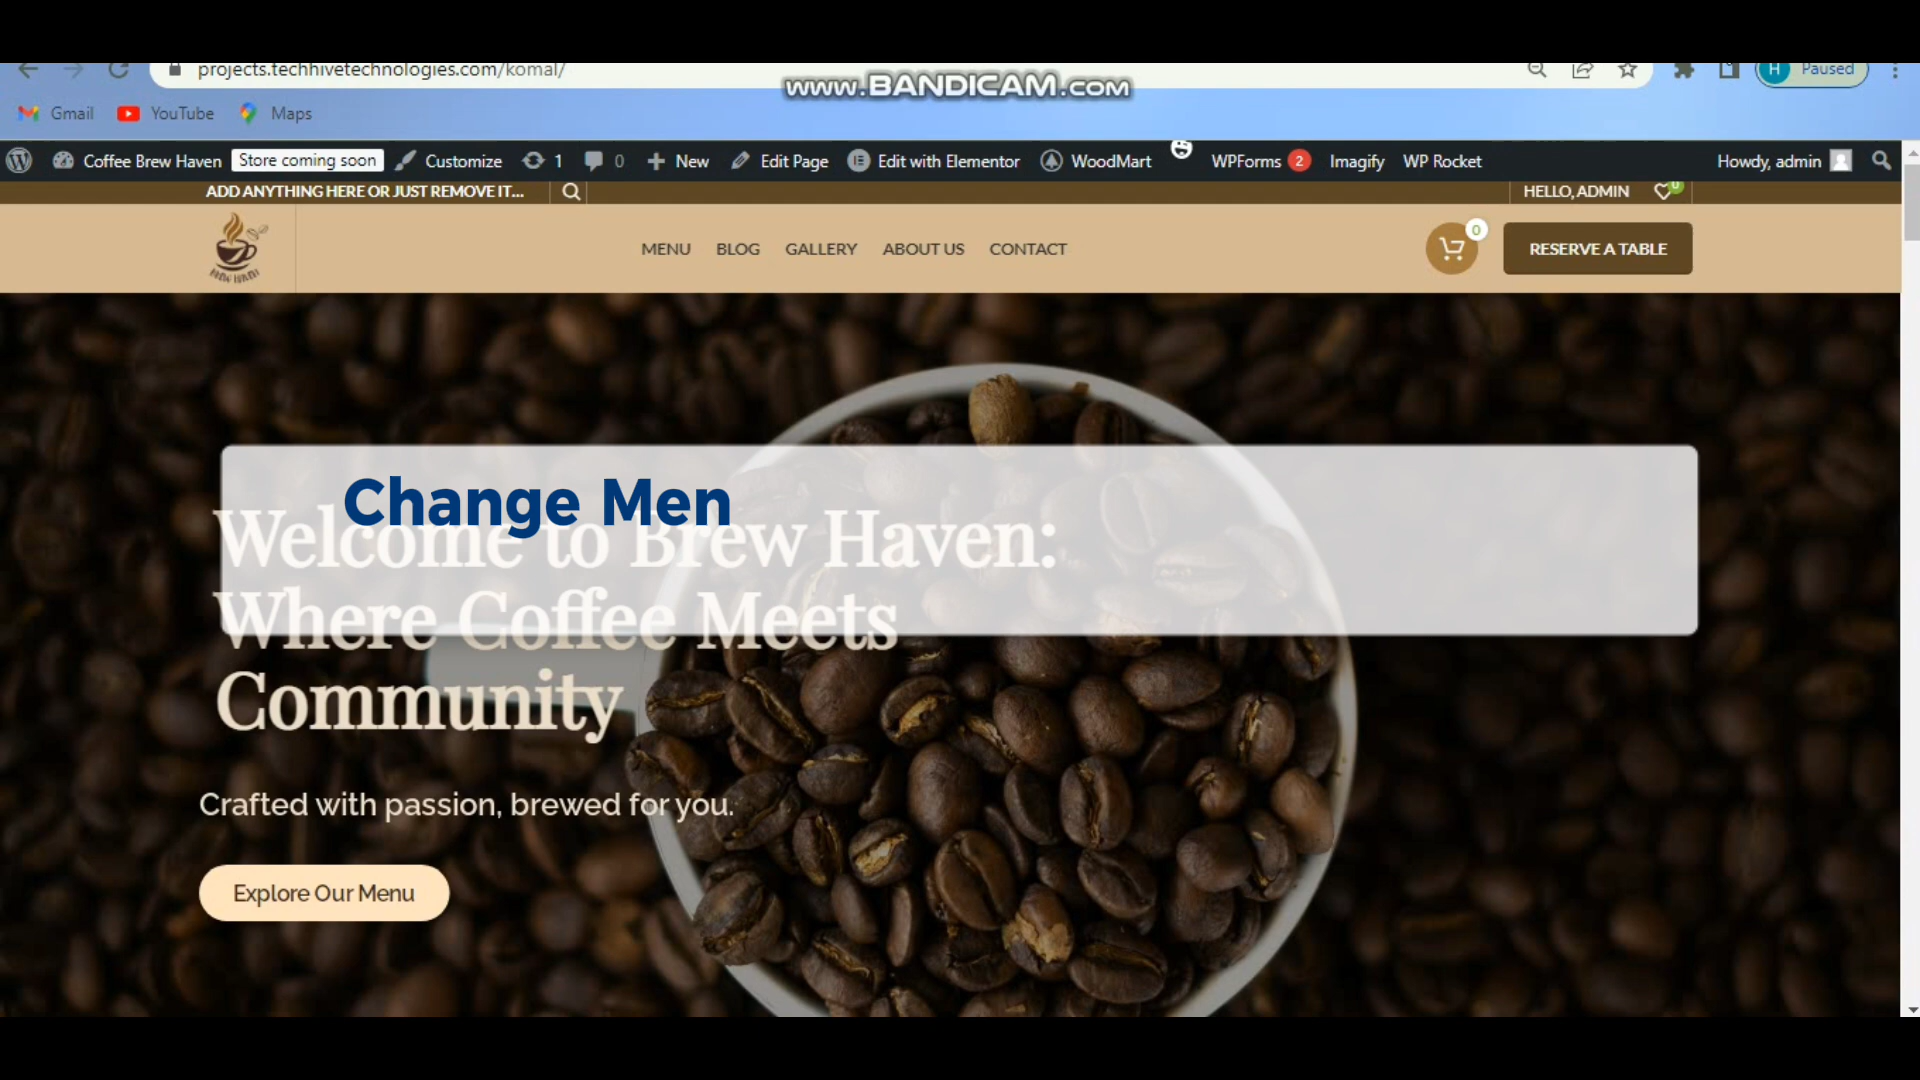 projects.techhivetechnologies.com/komal/
www.BANDICAM.com
H Paused
Gmail YouTube Maps
Coffee Brew Haven Store coming soon Customize 1 0 New Edit Page Edit with Elementor WoodMart WPForms 2 Imagify WP Rocket Howdy, admin
ADD ANYTHING HERE OR JUST REMOVE IT... HELLO, ADMIN 0
MENU BLOG GALLERY ABOUT US CONTACT 0 RESERVE A TABLE
BREW HAVEN
Change Men
Welcome to Brew Haven:
Where Coffee Meets
Community
Crafted with passion, brewed for you.
Explore Our Menu